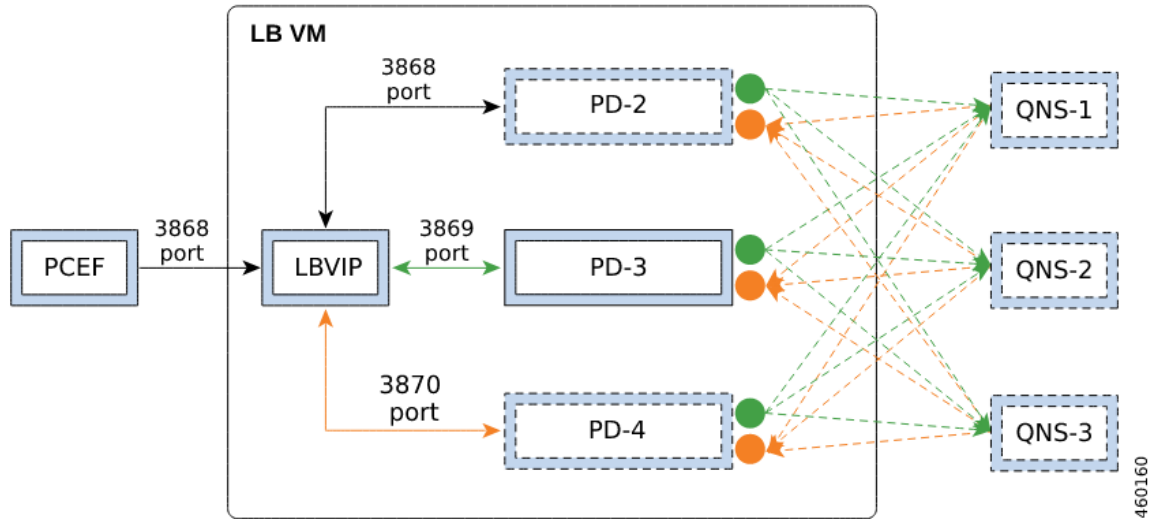 LB VM
3868
port
PD-2
QNS-1
PCEF
3868
port
LBVIP
3869
port
PD-3
QNS-2
3870
port
PD-4
QNS-3
460160